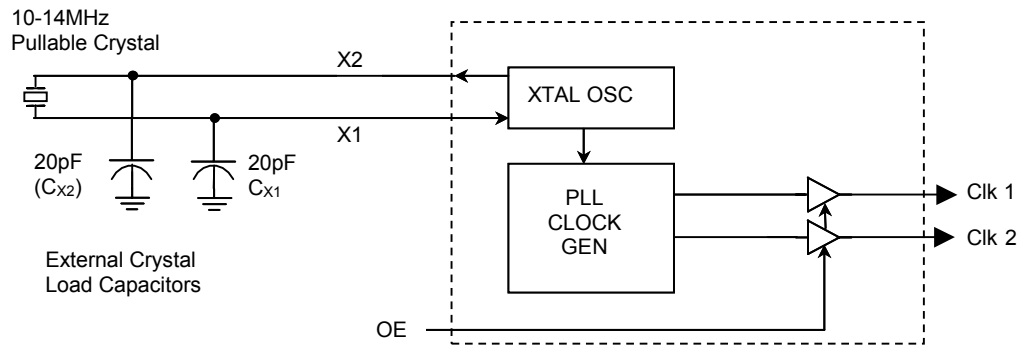 10-14MHz
Pullable Crystal
X2
XTAL OSC
X1
20pF
(CX2)
20pF
CX1
PLL
CLOCK
GEN
Clk 1
Clk 2
External Crystal
Load Capacitors
OE